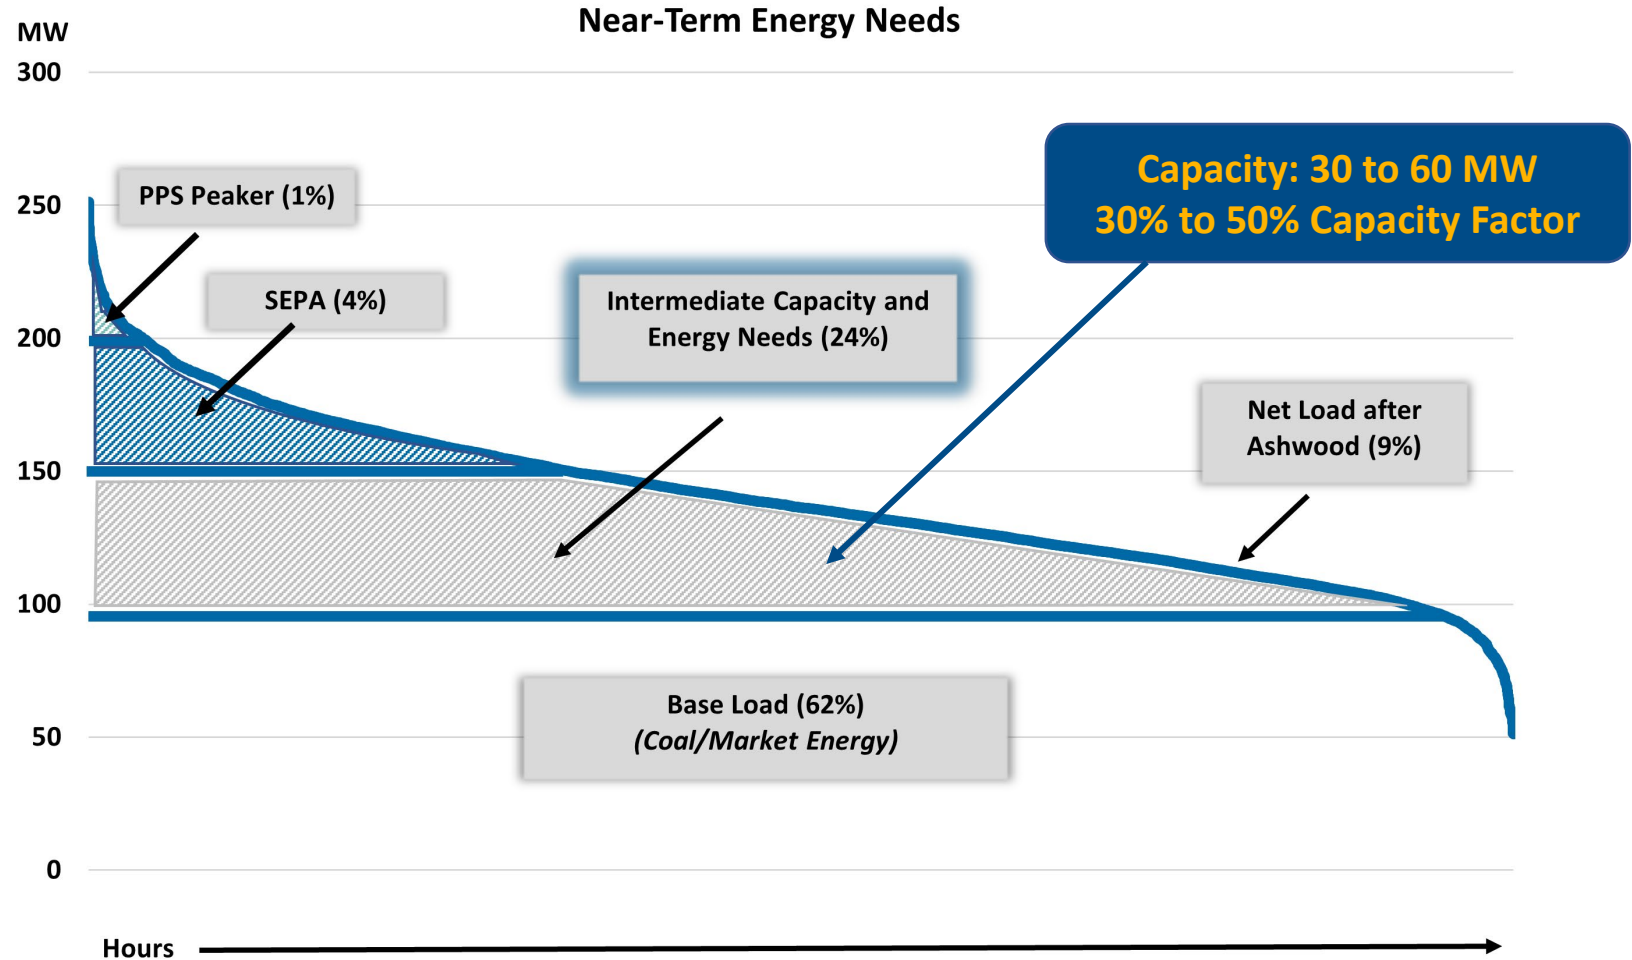 Near-Term Energy Needs
MW
300
250
200
150
100
50
0
PPS Peaker (1%)
SEPA (4%)
Intermediate Capacity and
Energy Needs (24%)
Capacity: 30 to 60 MW
30% to 50% Capacity Factor
Net Load after
Ashwood (9%)
Base Load (62%)
(Coal/Market Energy)
Hours